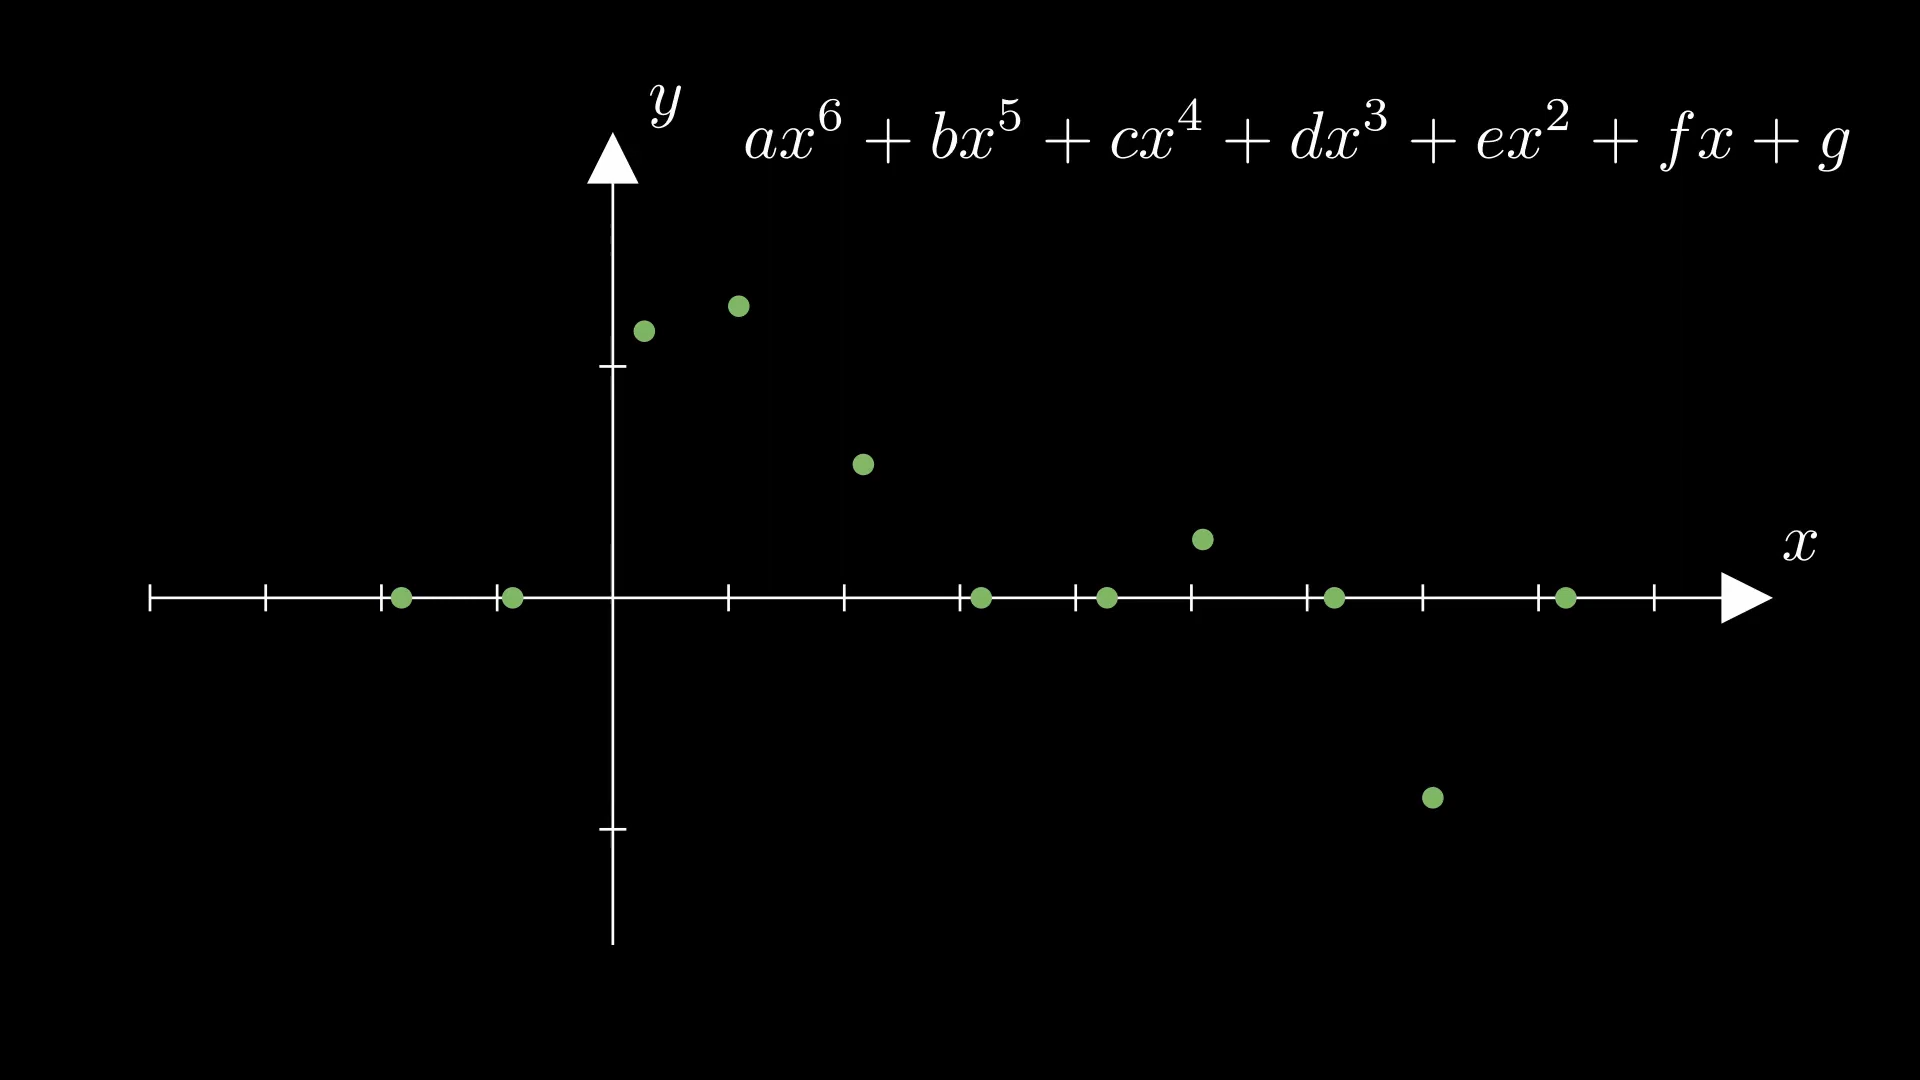 y
ax^6 + bx^5 + cx^4 + dx^3 + ex^2 + fx + g
x